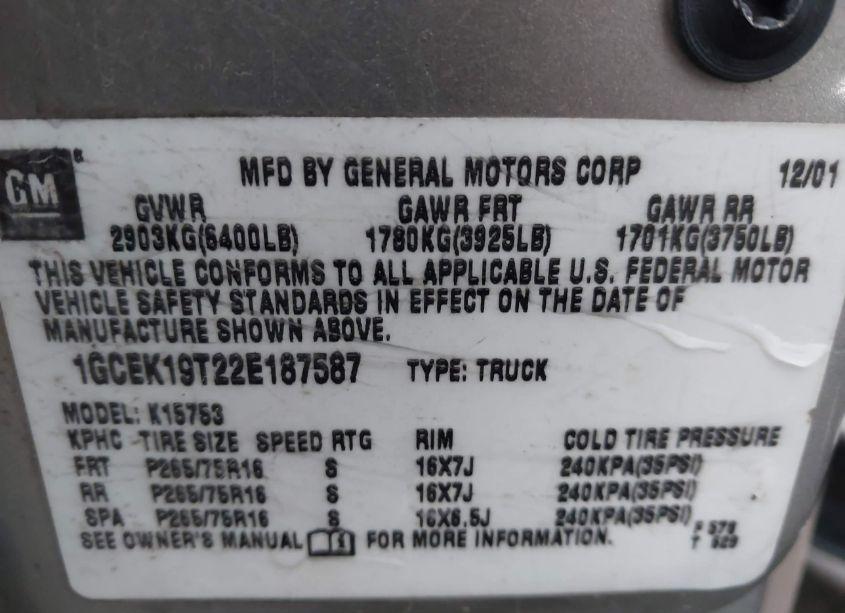 GM® MFD BY GENERAL MOTORS CORP 12/01
GVWR GAWR FRT GAWR RR
2903KG(6400LB) 1780KG(3925LB) 1701KG(3750LB)
THIS VEHICLE CONFORMS TO ALL APPLICABLE U.S. FEDERAL MOTOR
VEHICLE SAFETY STANDARDS IN EFFECT ON THE DATE OF
MANUFACTURE SHOWN ABOVE.
1GCEK19T22E187587 TYPE: TRUCK
MODEL: K15753
KPHC TIRE SIZE SPEED RTG RIM COLD TIRE PRESSURE
FRT P265/75R16 S 16X7J 240KPA(35PSI)
RR P265/75R16 S 16X7J 240KPA(35PSI)
SPA P265/75R16 S 16X6.5J 240KPA(35PSI)
SEE OWNER'S MANUAL FOR MORE INFORMATION.